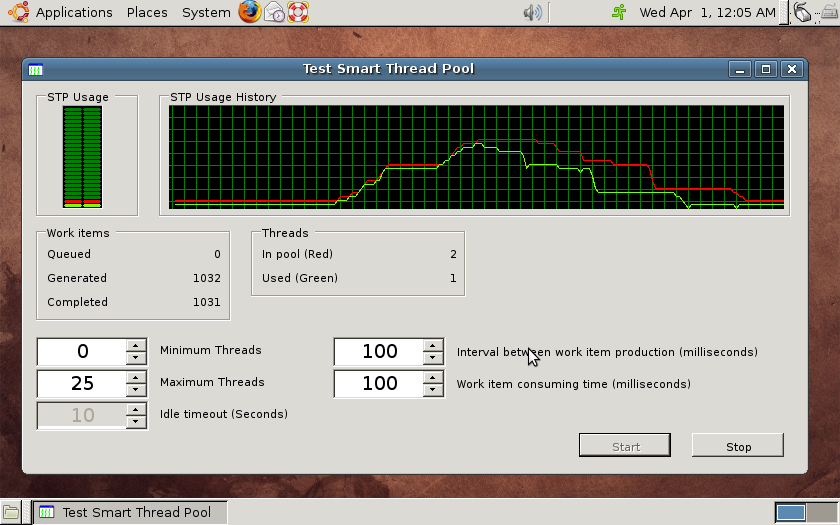 Applications Places System Wed Apr 1, 12:05 AM
Test Smart Thread Pool
STP Usage STP Usage History
Work items Threads
Queued 0 In pool (Red) 2
Generated 1032 Used (Green) 1
Completed 1031
0 Minimum Threads 100 Interval between work item production (milliseconds)
25 Maximum Threads 100 Work item consuming time (milliseconds)
10 Idle timeout (Seconds)
Start Stop
Test Smart Thread Pool